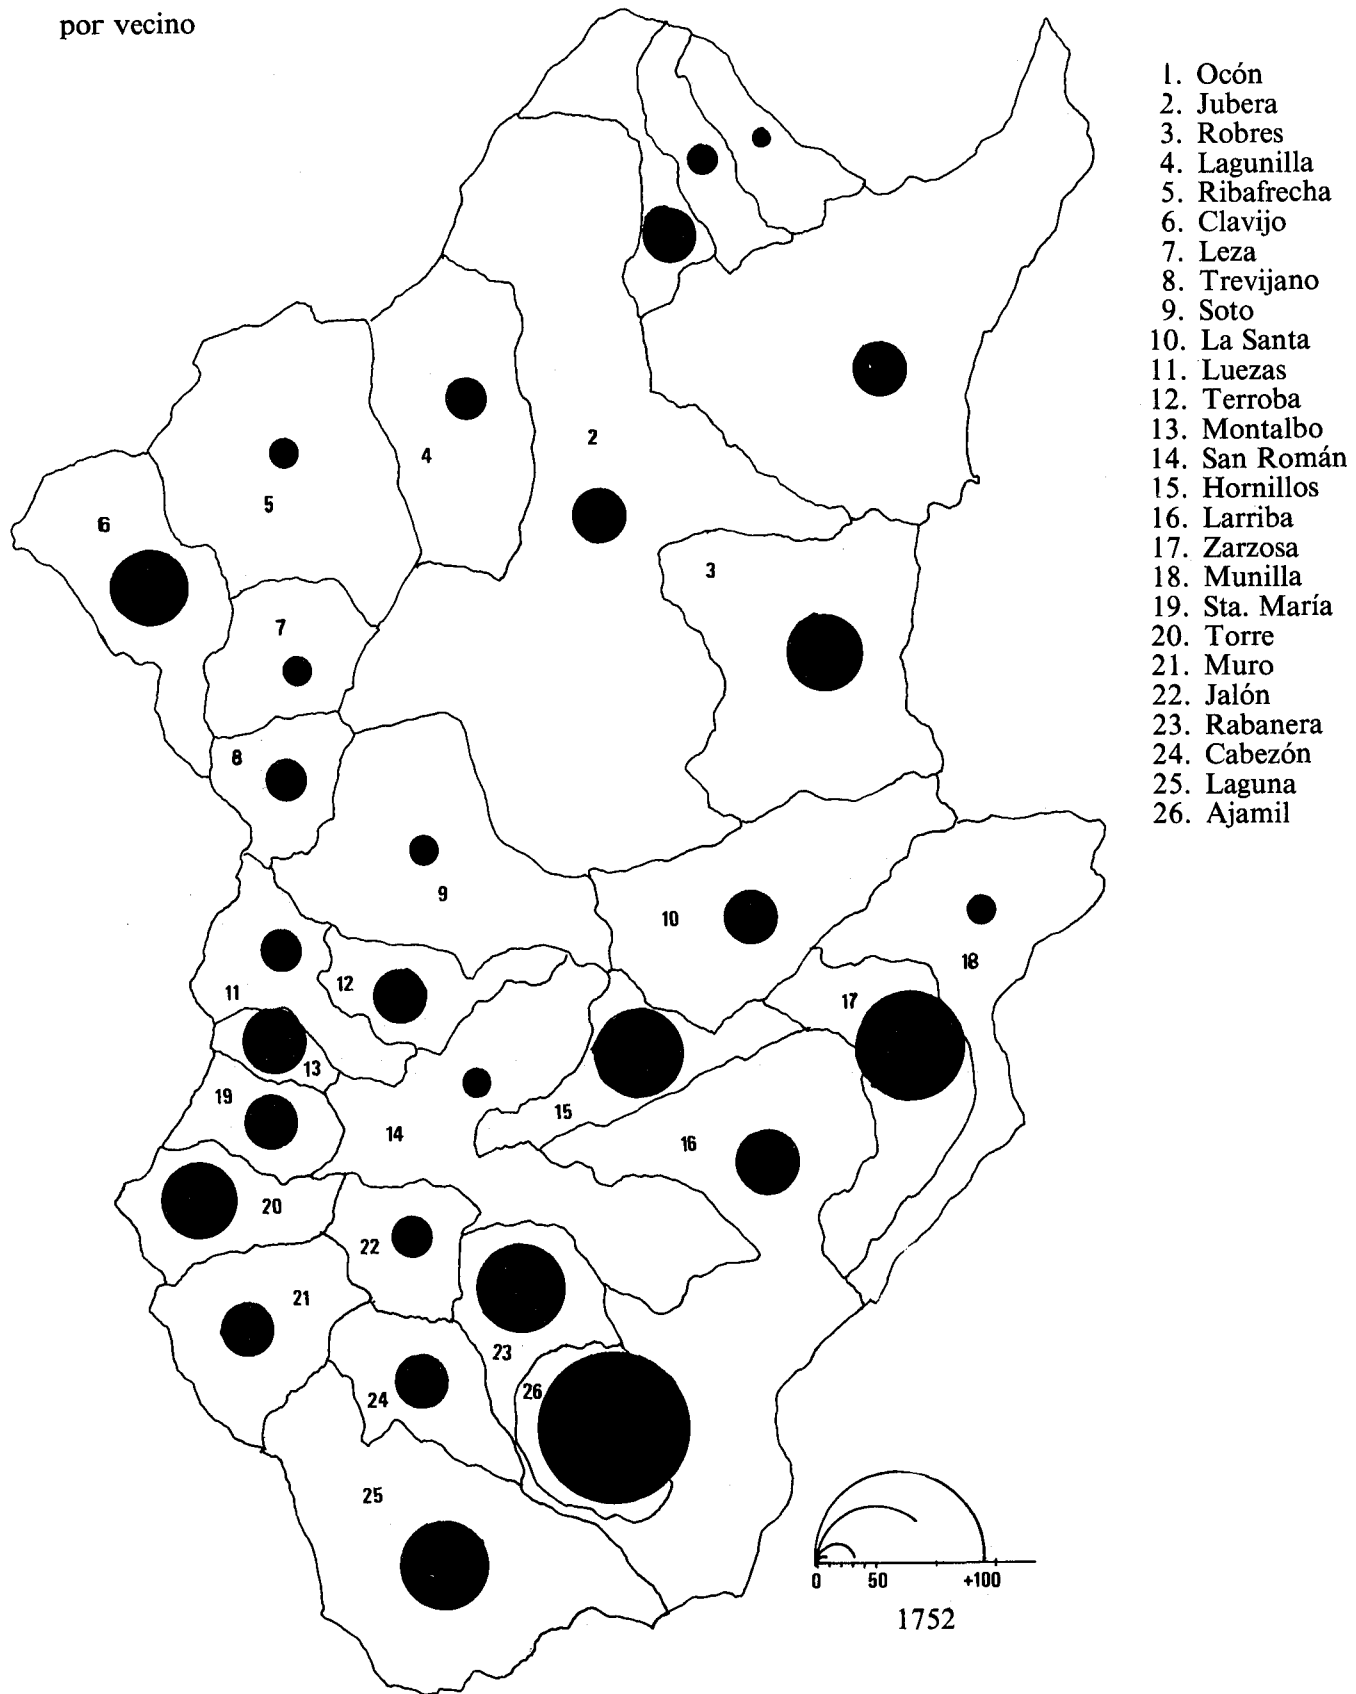 por vecino
1. Ocón
2. Jubera
3. Robres
4. Lagunilla
5. Ribafrecha
6. Clavijo
7. Leza
8. Trevijano
9. Soto
10. La Santa
11. Luezas
12. Terroba
13. Montalbo
14. San Román
15. Hornillos
16. Larriba
17. Zarzosa
18. Munilla
19. Sta. María
20. Torre
21. Muro
22. Jalón
23. Rabanera
24. Cabezón
25. Laguna
26. Ajamil
2
4
5
6
3
7
8
9
10
18
12
11
17
13
15
19
14
16
20
22
21
23
26
24
25
0 50 +100
1752